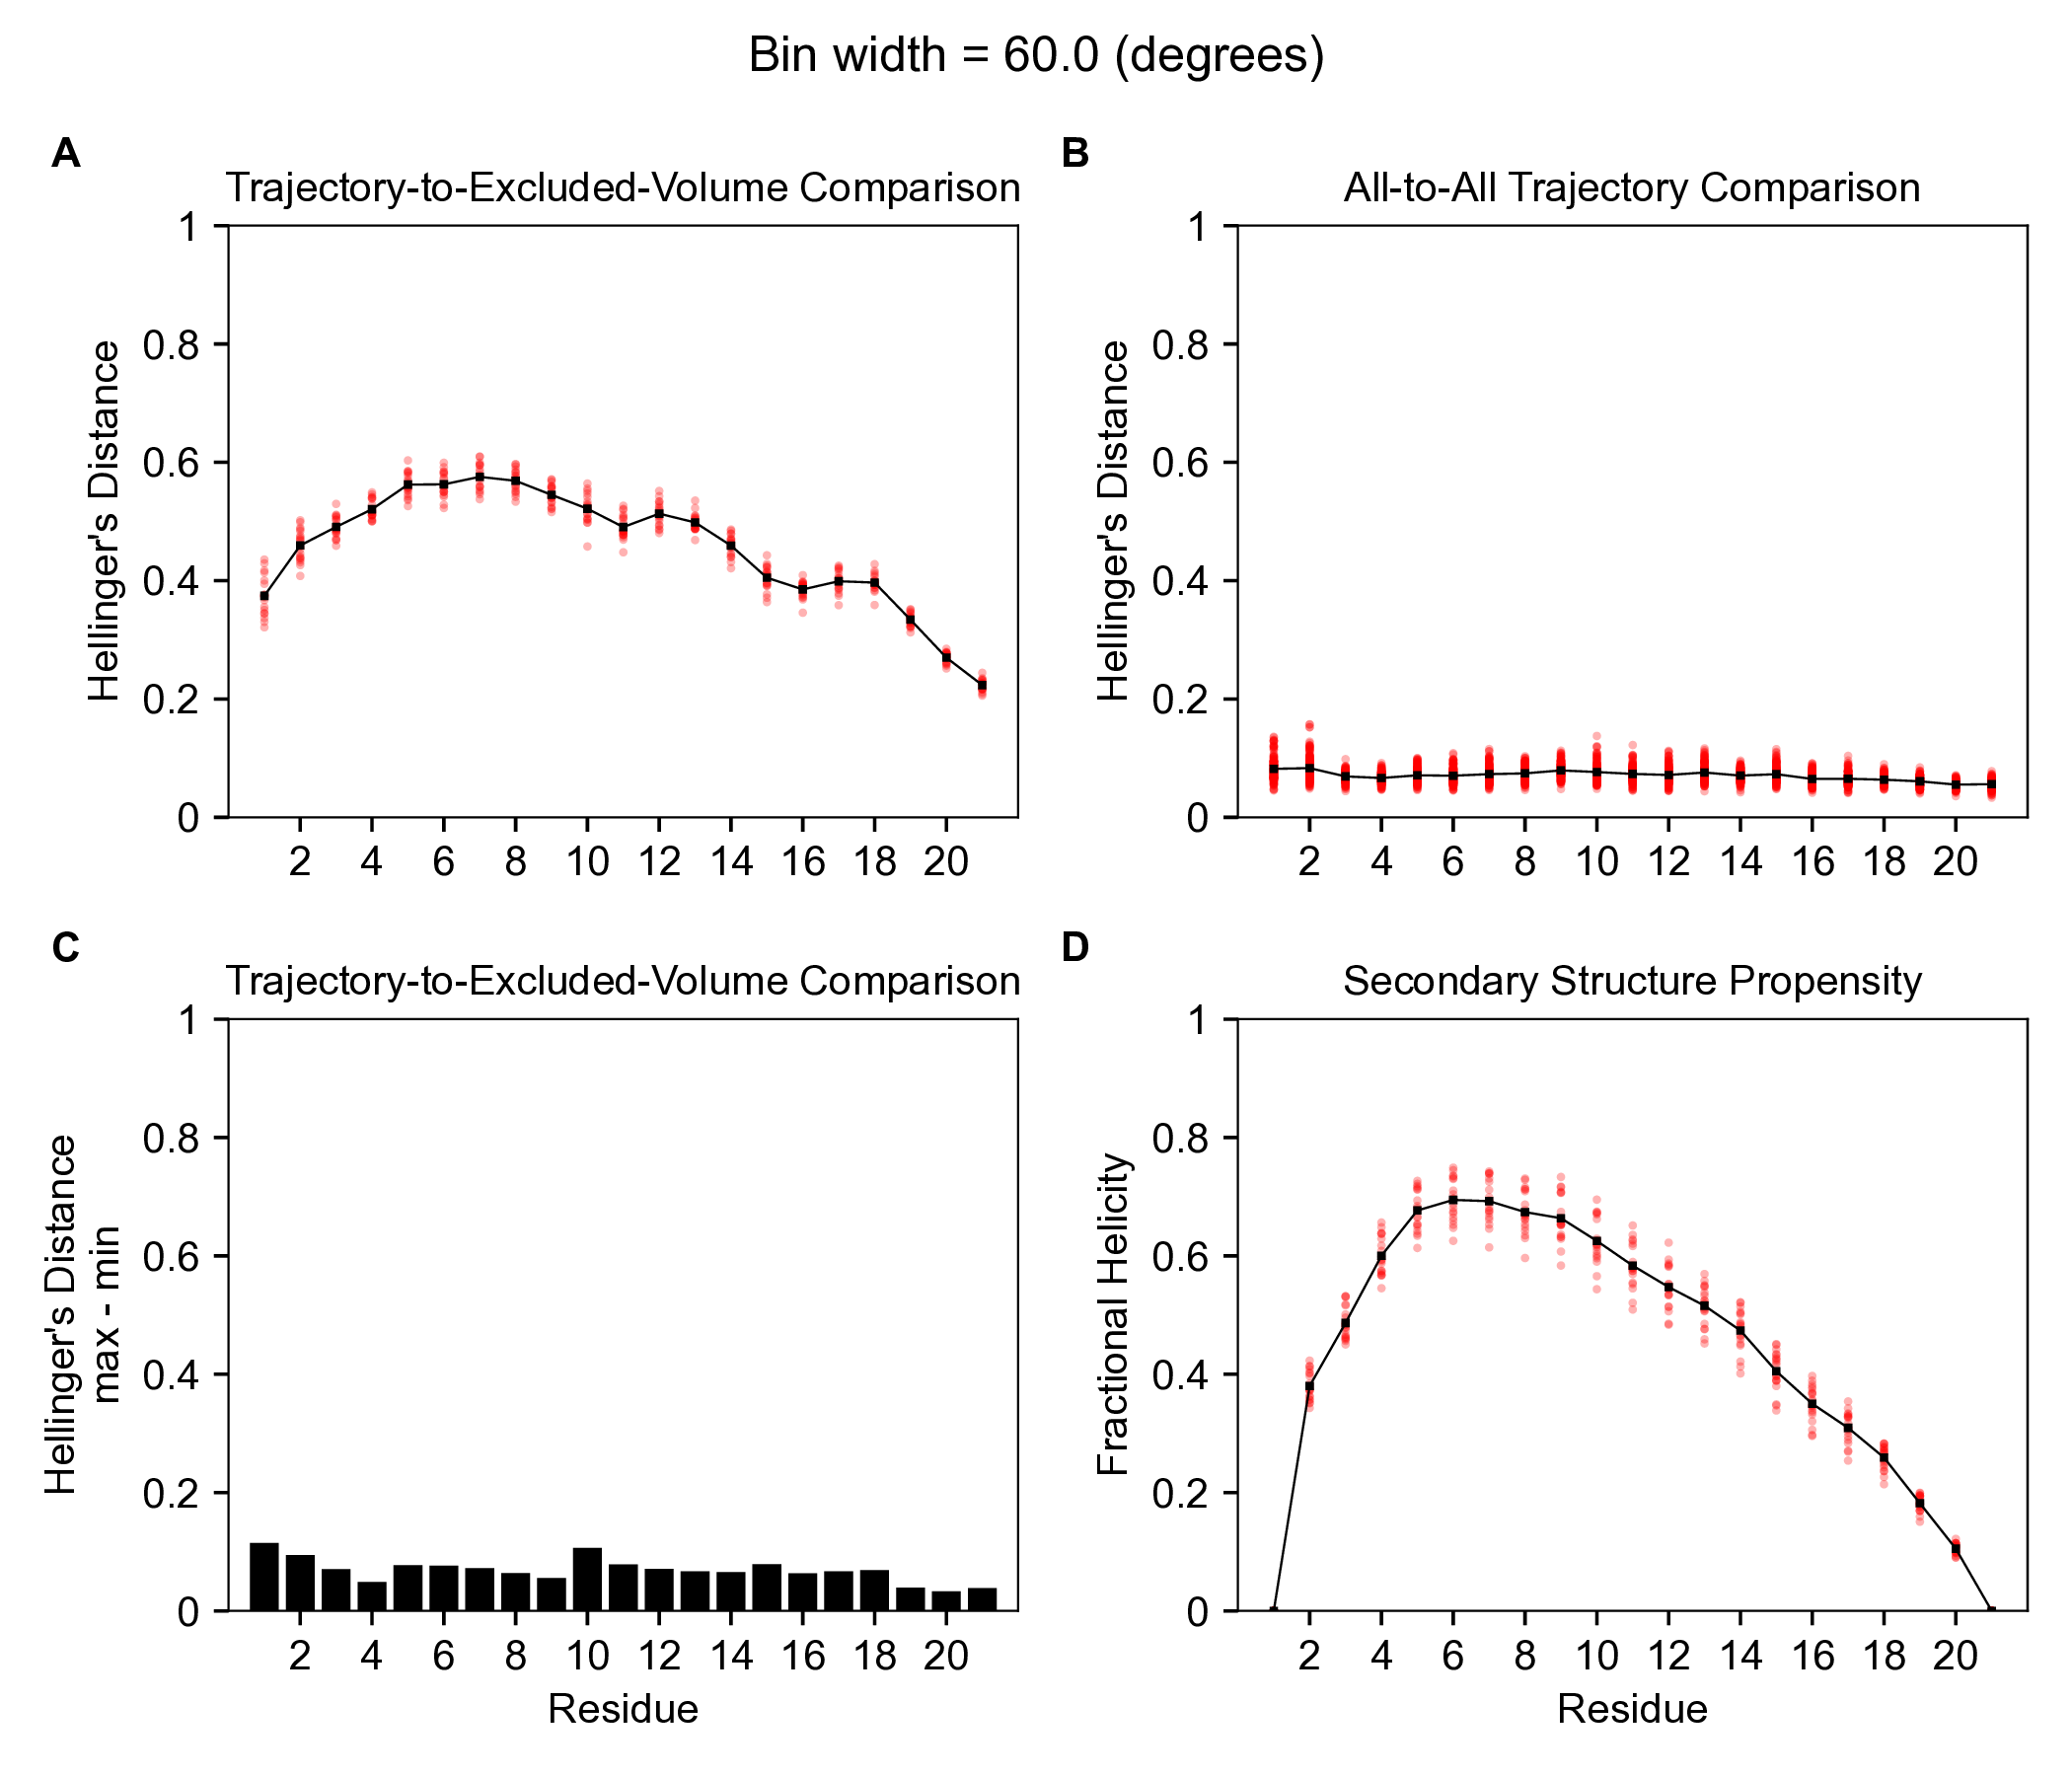 Bin width = 60.0 (degrees)
A
Trajectory-to-Excluded-Volume Comparison
Hellinger's Distance
1
0.8
0.6
0.4
0.2
0
2 4 6 8 10 12 14 16 18 20
B
All-to-All Trajectory Comparison
Hellinger's Distance
1
0.8
0.6
0.4
0.2
0
2 4 6 8 10 12 14 16 18 20
C
Trajectory-to-Excluded-Volume Comparison
Hellinger's Distance
max - min
1
0.8
0.6
0.4
0.2
0
2 4 6 8 10 12 14 16 18 20
Residue
D
Secondary Structure Propensity
Fractional Helicity
1
0.8
0.6
0.4
0.2
0
2 4 6 8 10 12 14 16 18 20
Residue